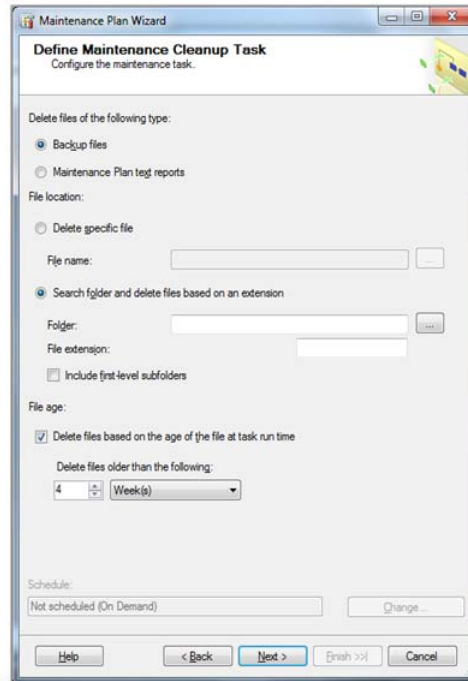 Maintenance Plan Wizard
Define Maintenance Cleanup Task
Configure the maintenance task.
Delete files of the following type:
Backup files
Maintenance Plan text reports
File location:
Delete specific file
File name:
...
Search folder and delete files based on an extension
Folder:
...
File extension:
Include first-level subfolders
File age:
Delete files based on the age of the file at task run time
Delete files older than the following:
4 Week(s)
Schedule:
Not scheduled (On Demand) Change...
Help < Back Next > Finish >>| Cancel